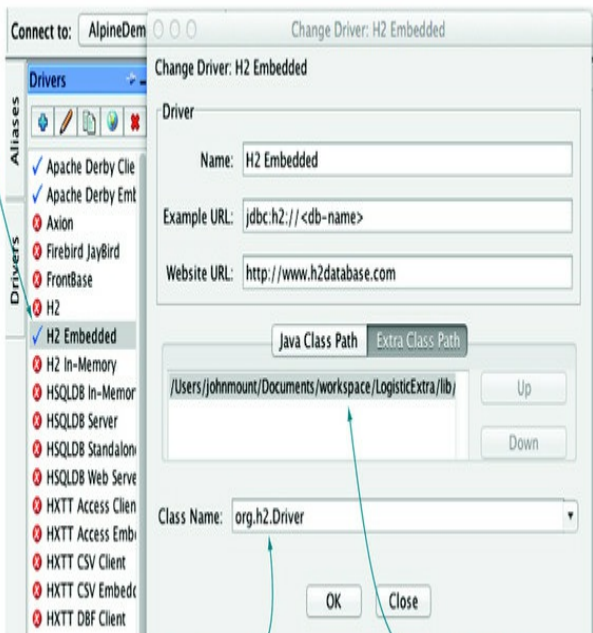 Connect to: AlpineDem
Change Driver: H2 Embedded
Change Driver: H2 Embedded
Aliases
Drivers
Drivers
Apache Derby Clie
Apache Derby Emb
Axion
Firebird JayBird
FrontBase
H2
H2 Embedded
H2 In-Memory
HSQLDB In-Memor
HSQLDB Server
HSQLDB Standalon
HSQLDB Web Serve
HXTT Access Clien
HXTT Access Emb
HXTT CSV Client
HXTT CSV Embedd
HXTT DBF Client
Driver
Name: H2 Embedded
Example URL: jdbc:h2://<db-name>
Website URL: http://www.h2database.com
Java Class Path
Extra Class Path
/Users/johnmount/Documents/workspace/LogisticExtra/lib/
Up
Down
Class Name: org.h2.Driver
OK
Close